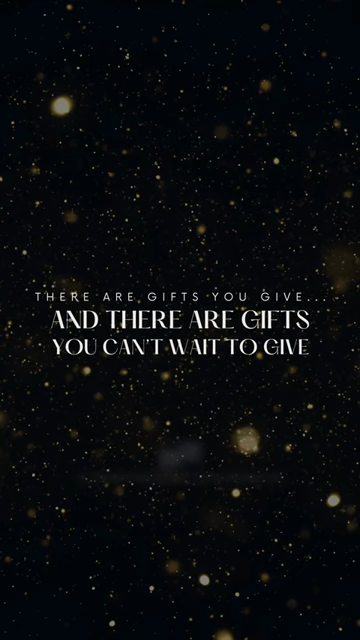 THERE ARE GIFTS YOU GIVE...
AND THERE ARE GIFTS
YOU CAN'T WAIT TO GIVE